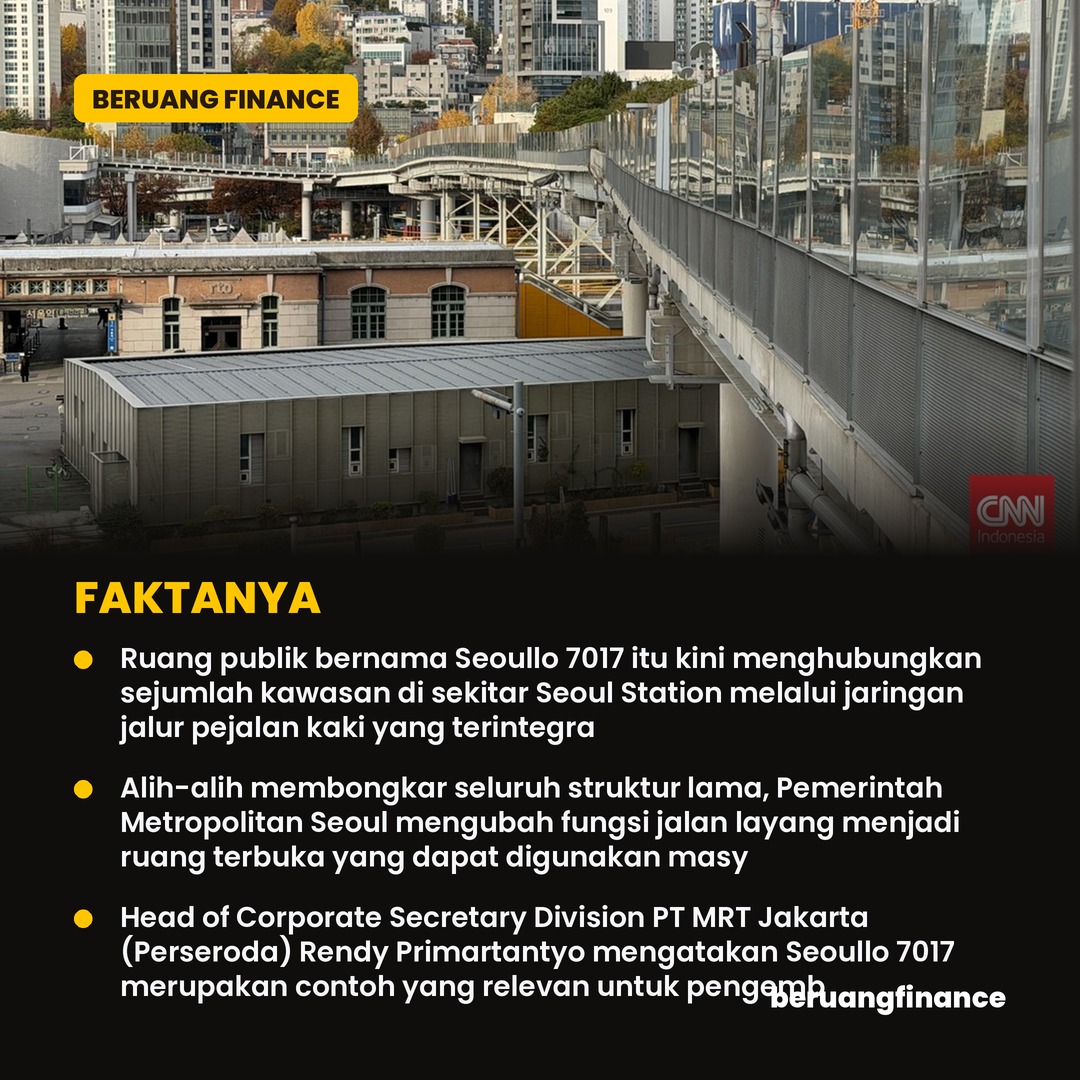 BERUANG FINANCE
rto
CNN
Indonesia
FAKTANYA
Ruang publik bernama Seoullo 7017 itu kini menghubungkan
sejumlah kawasan di sekitar Seoul Station melalui jaringan
jalur pejalan kaki yang terintegra
Alih-alih membongkar seluruh struktur lama, Pemerintah
Metropolitan Seoul mengubah fungsi jalan layang menjadi
ruang terbuka yang dapat digunakan masy
Head of Corporate Secretary Division PT MRT Jakarta
(Perseroda) Rendy Primartantyo mengatakan Seoullo 7017
merupakan contoh yang relevan untuk pengemb
beruangfinance